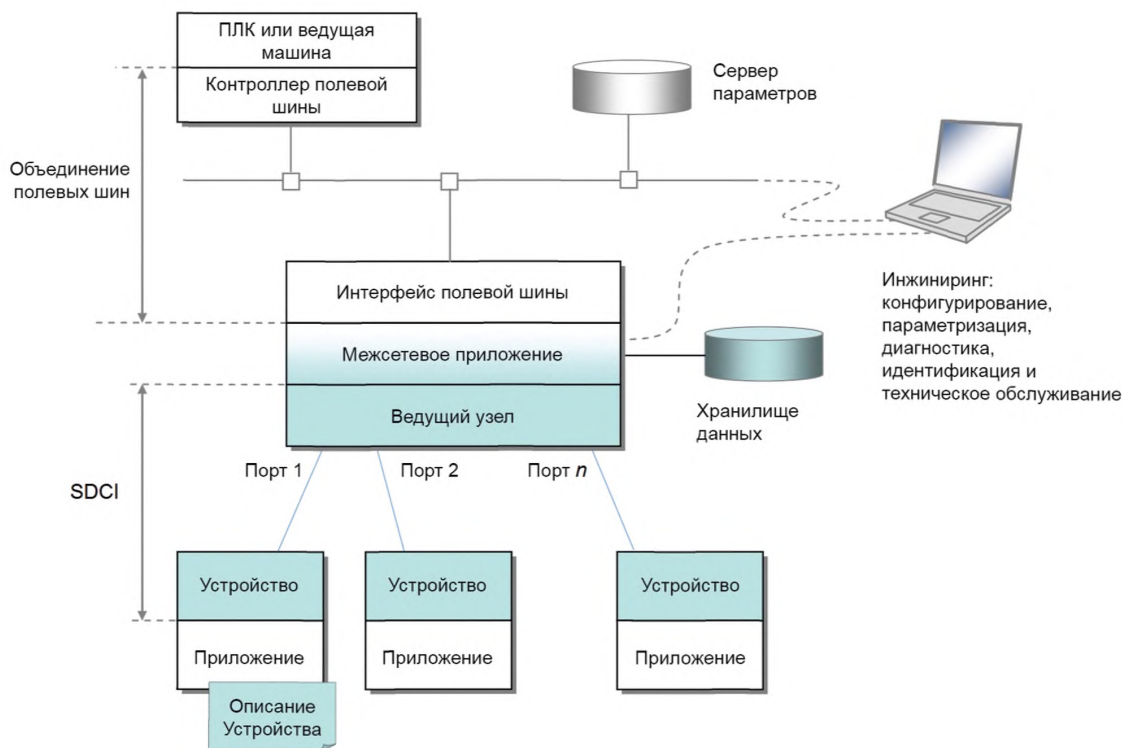 ПЛК или ведущая
машина
Контроллер полевой
шины
Сервер
параметров
Объединение
полевых шин
Интерфейс полевой шины
Межсетевое приложение
Ведущий узел
Инжиниринг:
конфигурирование,
параметризация,
диагностика,
идентификация и
техническое обслуживание
Хранилище
данных
Порт 1
Порт 2
Порт n
SDCI
Устройство
Устройство
Устройство
Приложение
Приложение
Приложение
Описание
Устройства